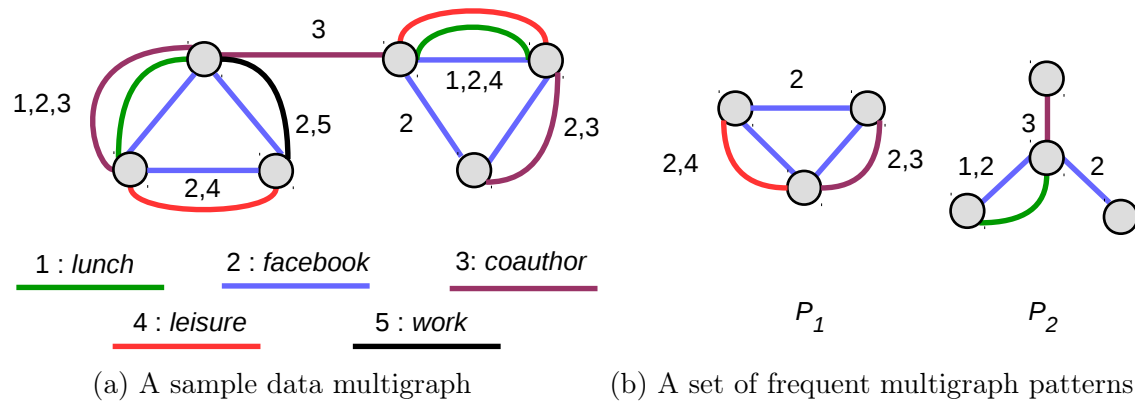 3
1,2,3
2,5
2,4
1,2,4
2
2,3
2
2,4
2,3
3
1,2
2
1 : lunch
2 : facebook
3: coauthor
4 : leisure
5 : work
P1
P2
(a) A sample data multigraph
(b) A set of frequent multigraph patterns